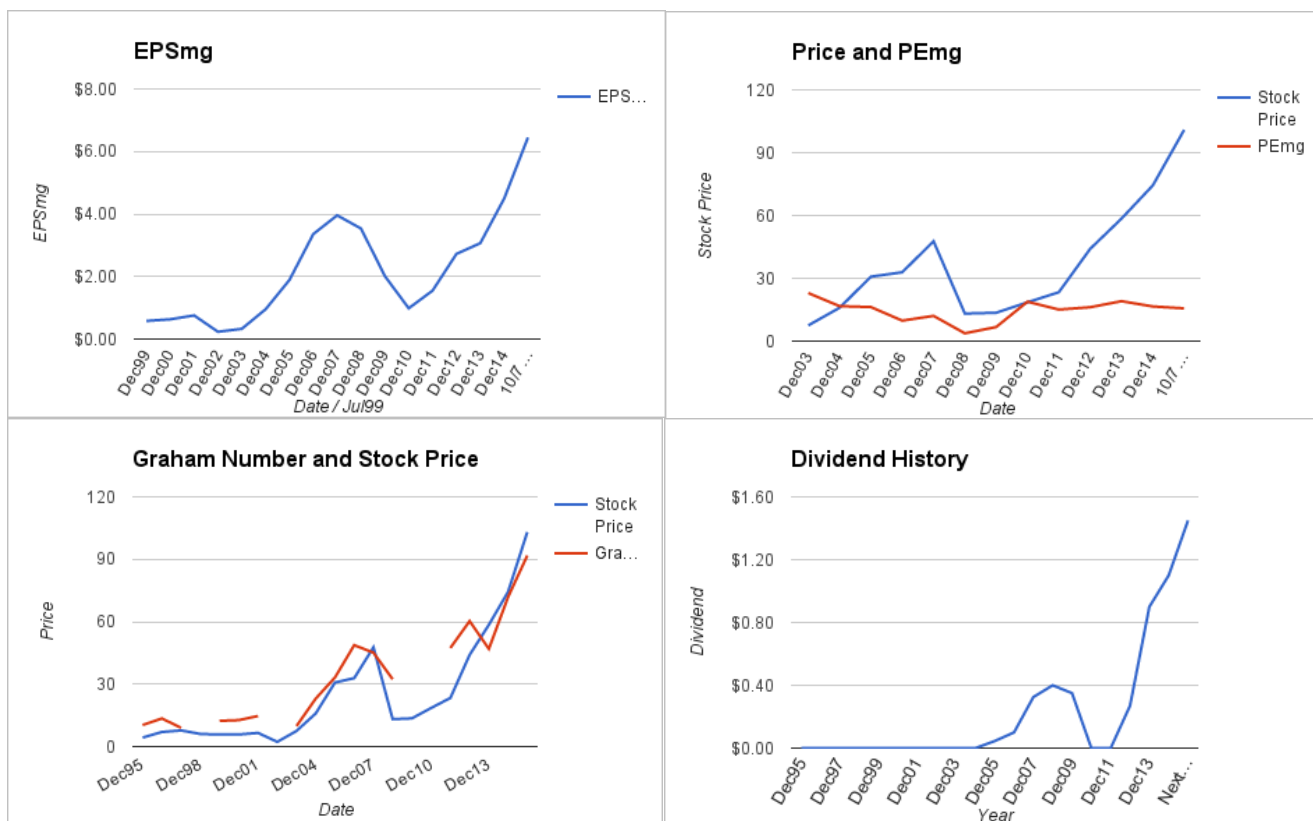 EPSmg
$8.00
$6.00
$4.00
$2.00
$0.00
EPSmg
EPS...
Dec99
Dec00
Dec01
Dec02
Dec03
Dec04
Dec05
Dec06
Dec07
Dec08
Dec09
Dec10
Dec11
Dec12
Dec13
Dec14
10/7 ...
Date / Jul99
Price and PEmg
120
90
60
30
0
Stock Price
Stock
Price
PEmg
Dec03
Dec04
Dec05
Dec06
Dec07
Dec08
Dec09
Dec10
Dec11
Dec12
Dec13
Dec14
10/7 ...
Date
Graham Number and Stock Price
120
90
60
30
0
Price
Stock
Price
Gra...
Dec95
Dec98
Dec01
Dec04
Dec07
Dec10
Dec13
Date
Dividend History
$1.60
$1.20
$0.80
$0.40
$0.00
Dividend
Dec95
Dec97
Dec99
Dec01
Dec03
Dec05
Dec07
Dec09
Dec11
Dec13
Next...
Year